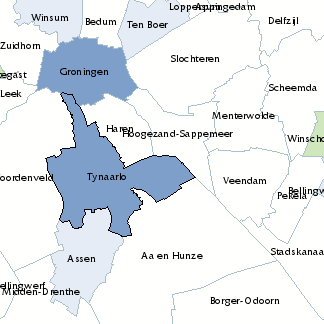 Loppersum
Appingedam
Winsum
Bedum
Ten Boer
Delfzijl
Zuidhorn
Slochteren
egast
Groningen
Leek
Scheemda
Menterwolde
Haren
Hoogezand-Sappemeer
Winscho
oordenveld
Tynaarlo
Veendam
Pekela
Bellingw
Assen
Aa en Hunze
Stadskanaa
ellingwerf
Midden-Drenthe
Borger-Odoorn